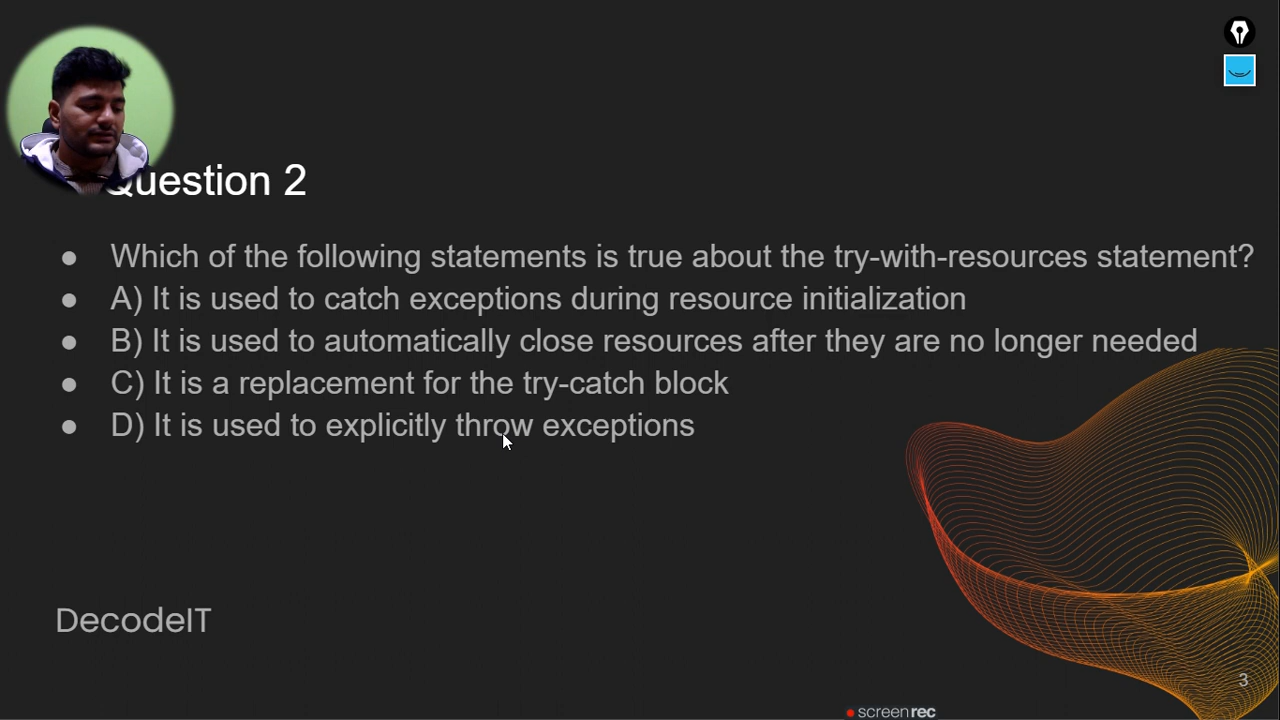 Question 2
● Which of the following statements is true about the try-with-resources statement?
● A) It is used to catch exceptions during resource initialization
● B) It is used to automatically close resources after they are no longer needed
● C) It is a replacement for the try-catch block
● D) It is used to explicitly throw exceptions
DecodeIT
3
screenrec